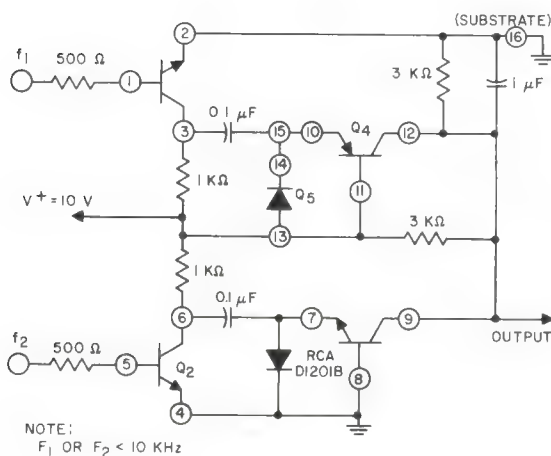 (SUBSTRATE)
f1
500 Ω
1
2
16
3 KΩ
1 µF
0.1 µF
3
15
10
Q4
12
14
1 KΩ
Q5
11
V+ = 10 V
13
3 KΩ
1 KΩ
0.1 µF
6
7
9
OUTPUT
f2
500 Ω
5
Q2
RCA
D1201B
8
4
NOTE:
F1 OR F2 < 10 KHz